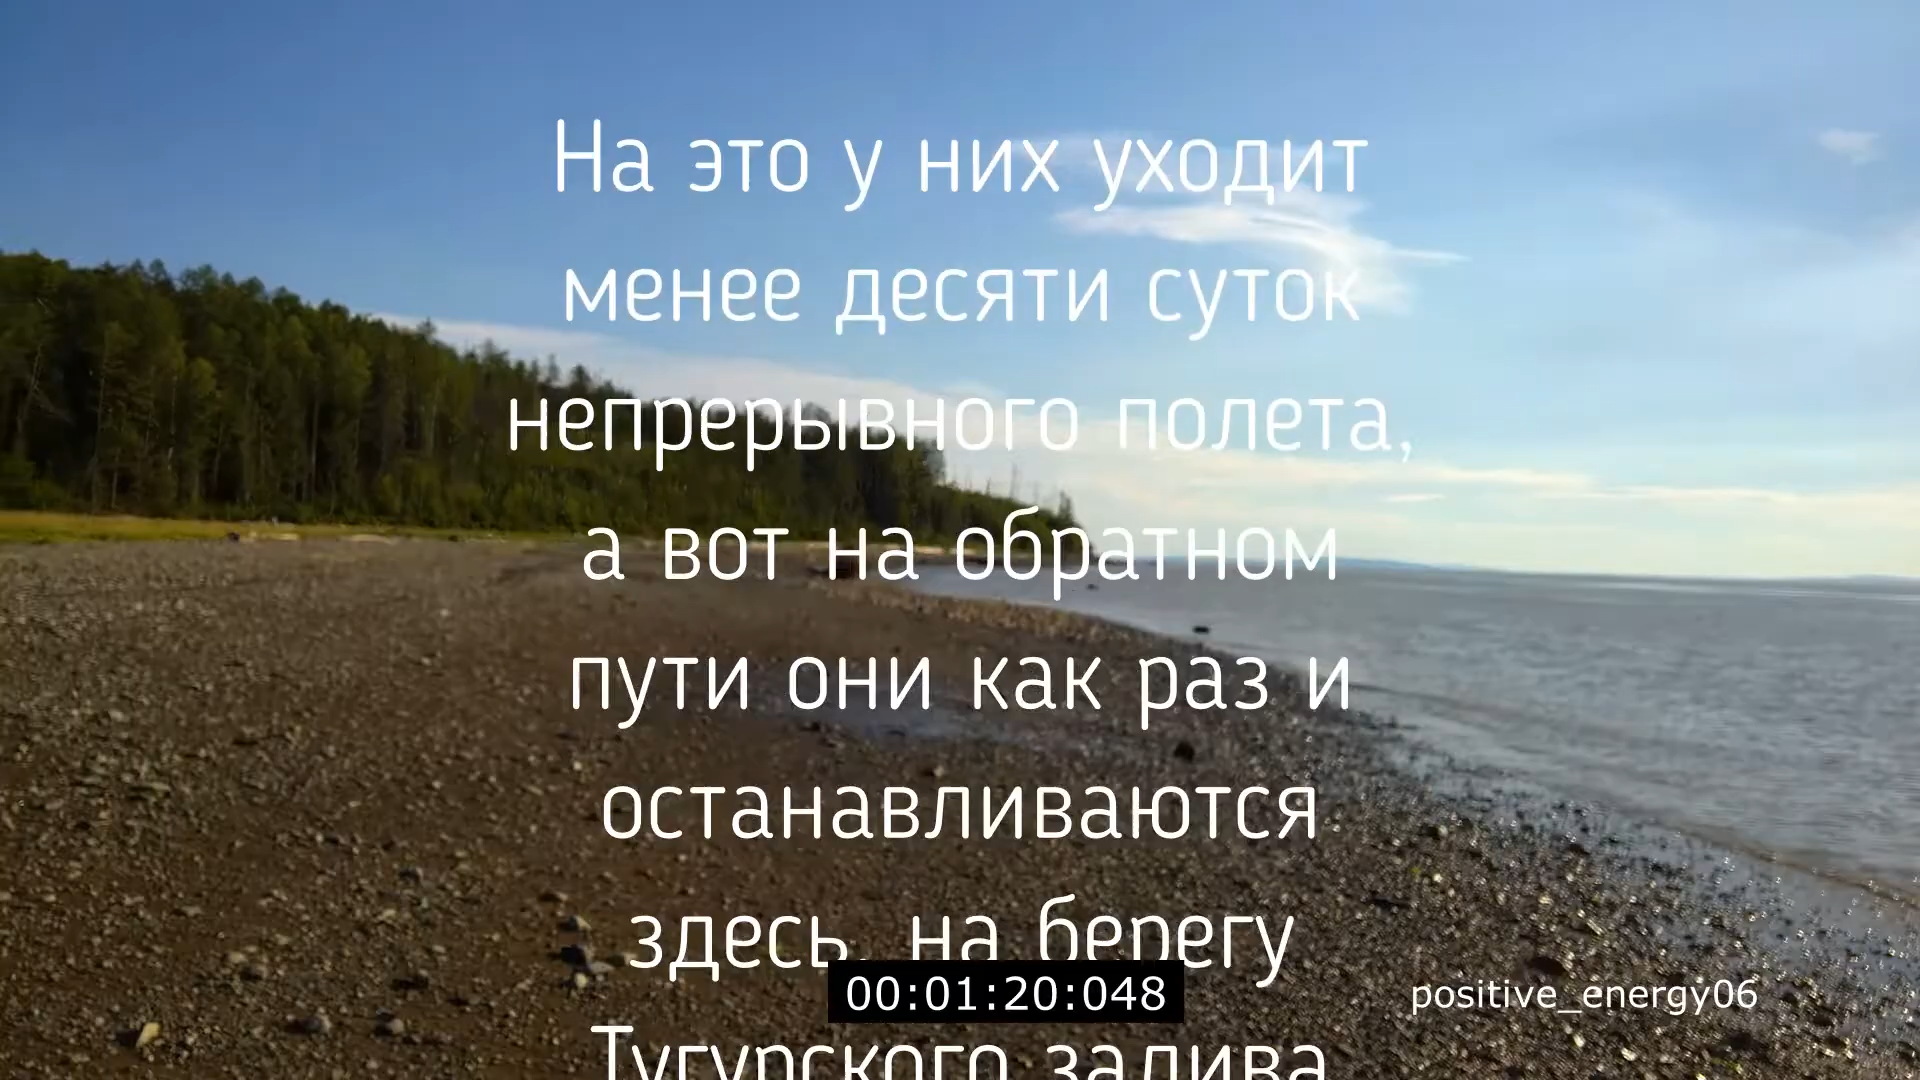 На это у них уходит
менее десяти суток
непрерывного полета,
а вот на обратном
пути они как раз и
останавливаются
здесь, на берегу
Тугурского залива
00:01:20:048
positive_energy06